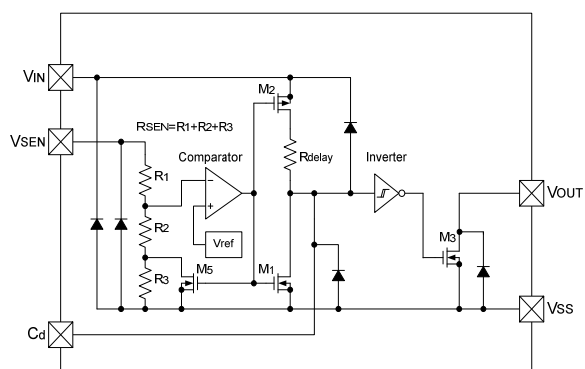 VIN
M2
VSEN
RSEN=R1+R2+R3
Comparator
Rdelay
Inverter
R1
−
+
VOUT
R2
Vref
M3
R3
M5
M1
VSS
Cd